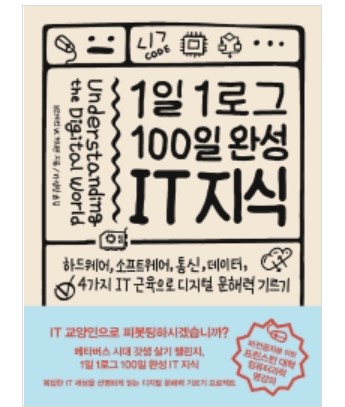 CODE
Understanding
the Digital World
브라이언 W. 커니핸 지음 / 하성창 옮김
1일 1로그
100일 완성
IT 지식
하드웨어, 소프트웨어, 통신, 데이터,
4가지 IT 근육으로 디지털 문해력 기르기
IT 교양인으로 피봇팅하시겠습니까?
메타버스 시대 갓생 살기 챌린지,
1일 1로그 100일 완성 IT 지식
복잡한 IT 세상을 선명하게 읽는 디지털 문해력 기르기 프로젝트
비전공자를 위한
프린스턴 대학
컴퓨터과학
명강의